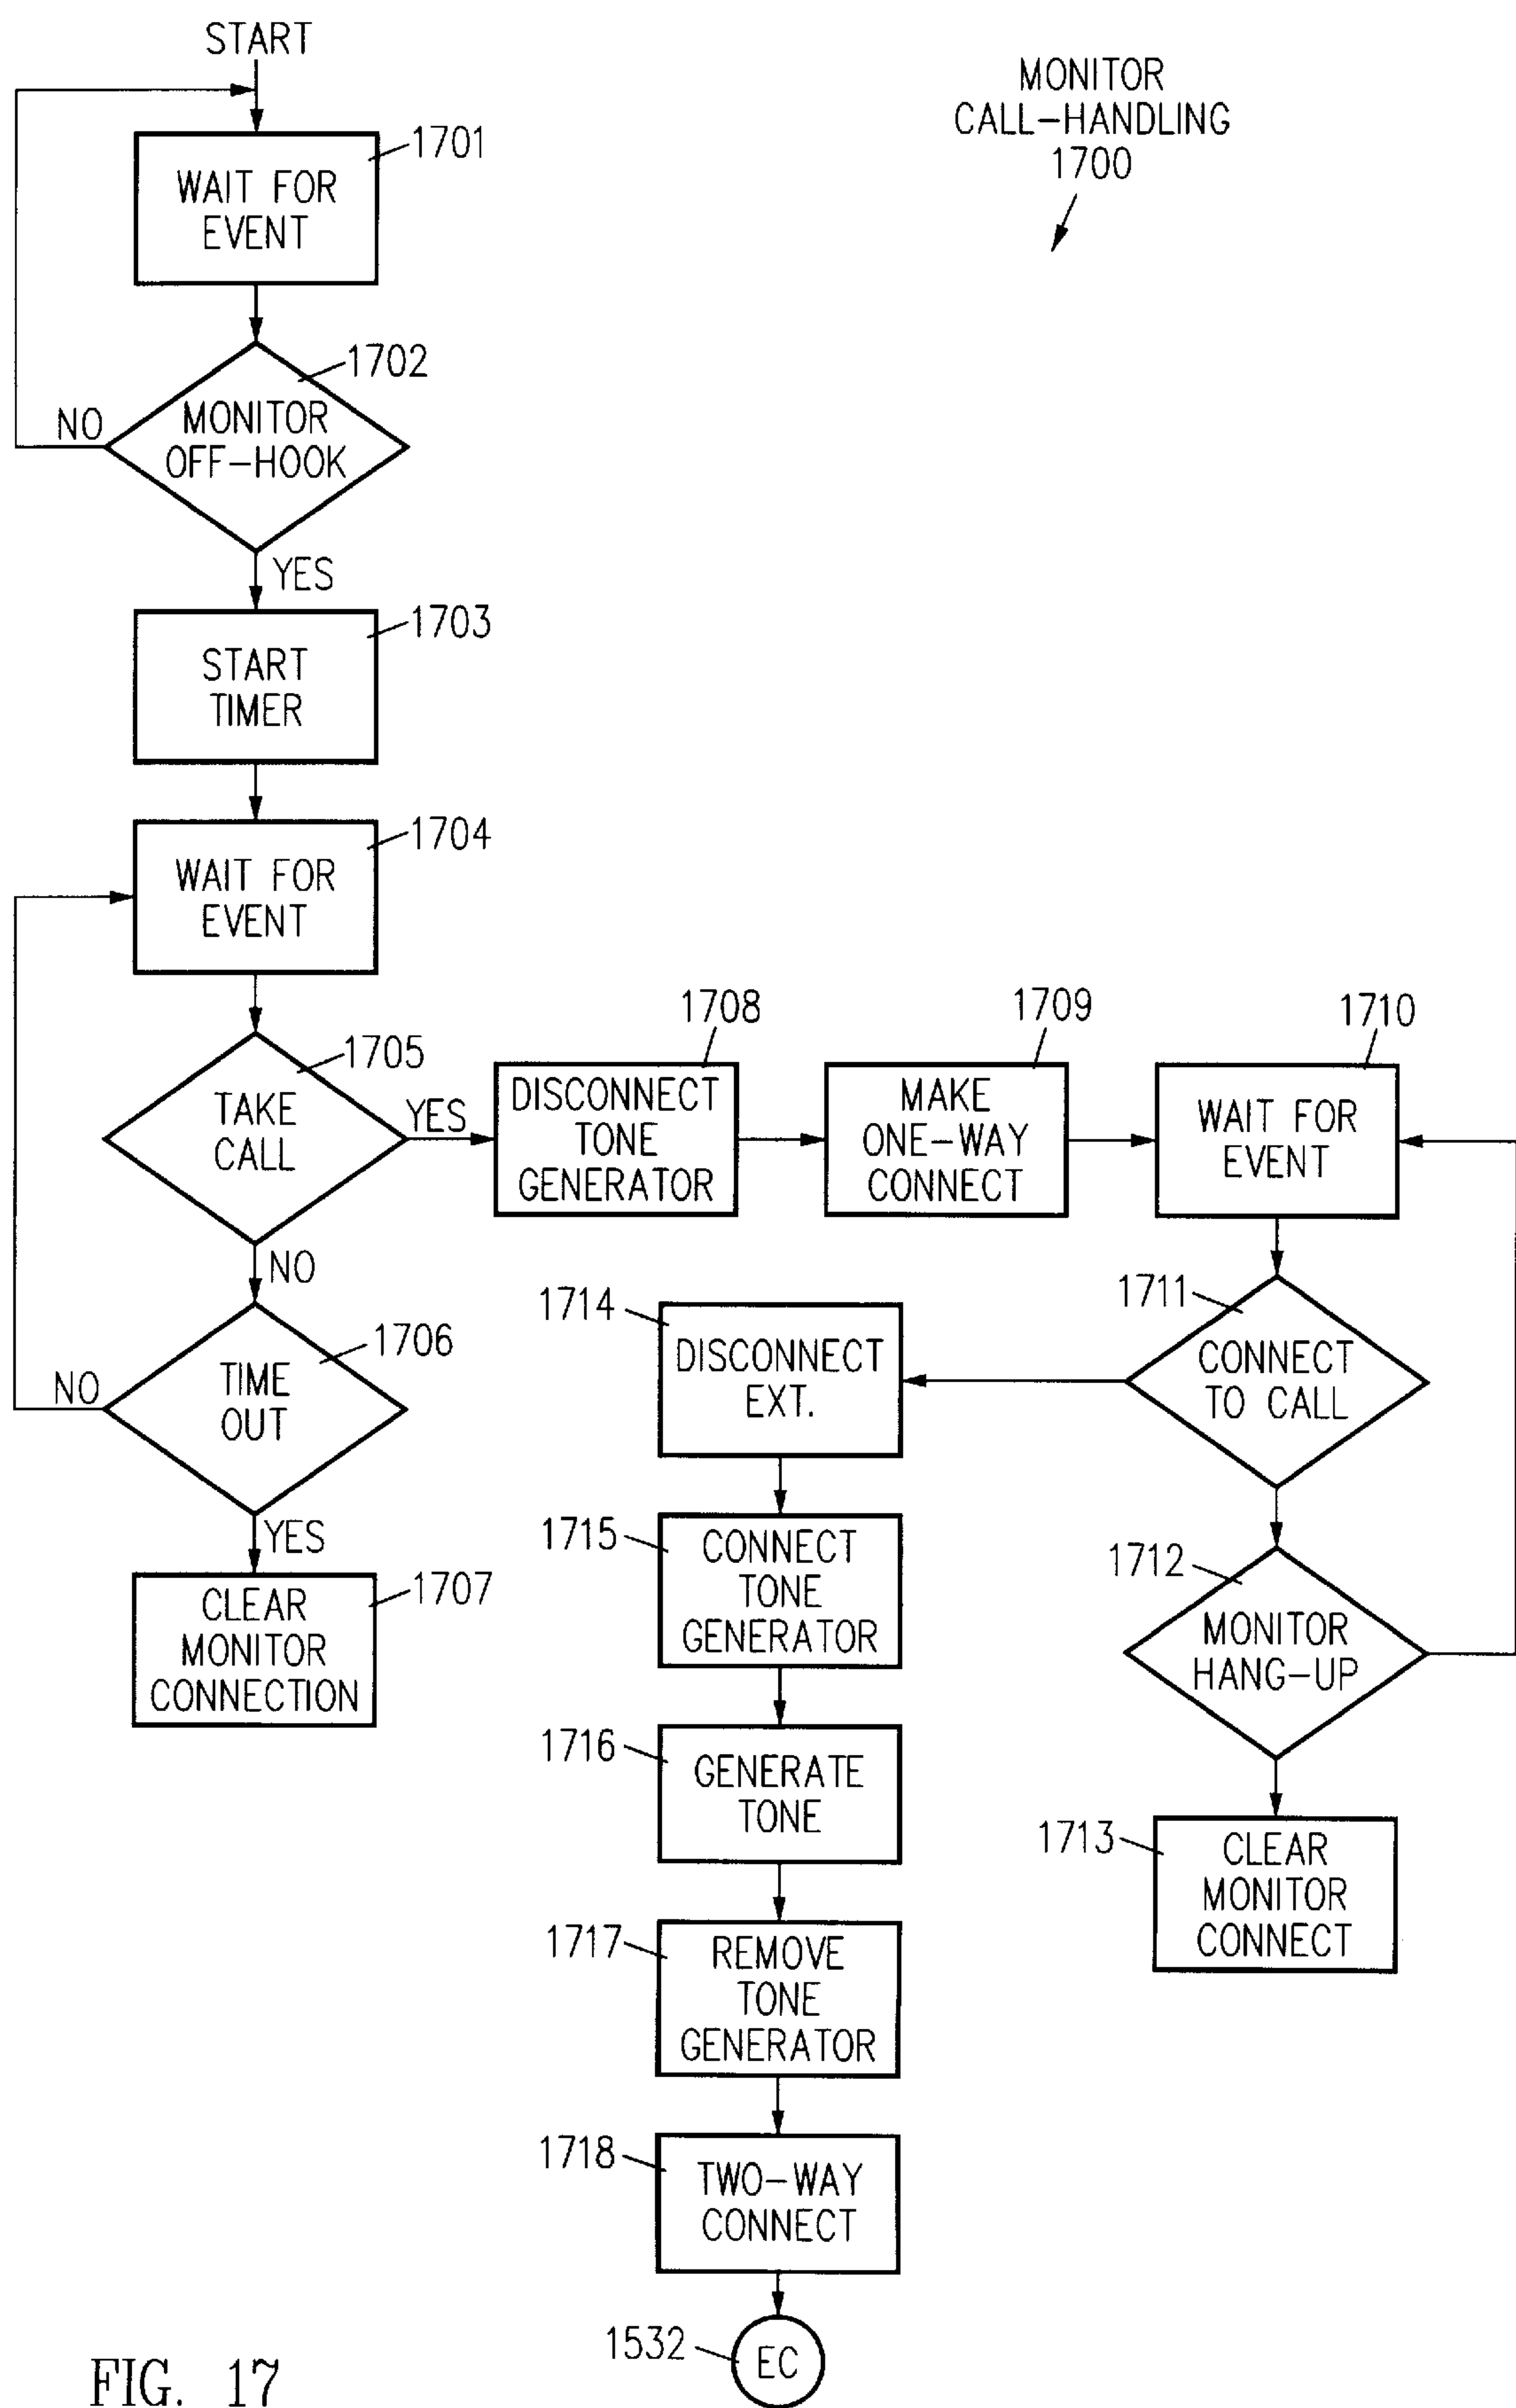 START
MONITOR
CALL-HANDLING
1700
1701
WAIT FOR
EVENT
1702
MONITOR
OFF-HOOK
NO
YES
1703
START
TIMER
1704
WAIT FOR
EVENT
1705
TAKE
CALL
YES
NO
1706
TIME
OUT
NO
YES
1707
CLEAR
MONITOR
CONNECTION
1708
DISCONNECT
TONE
GENERATOR
1709
MAKE
ONE-WAY
CONNECT
1710
WAIT FOR
EVENT
1711
CONNECT
TO CALL
1712
MONITOR
HANG-UP
1713
CLEAR
MONITOR
CONNECT
1714
DISCONNECT
EXT.
1715
CONNECT
TONE
GENERATOR
1716
GENERATE
TONE
1717
REMOVE
TONE
GENERATOR
1718
TWO-WAY
CONNECT
1532
EC
FIG. 17